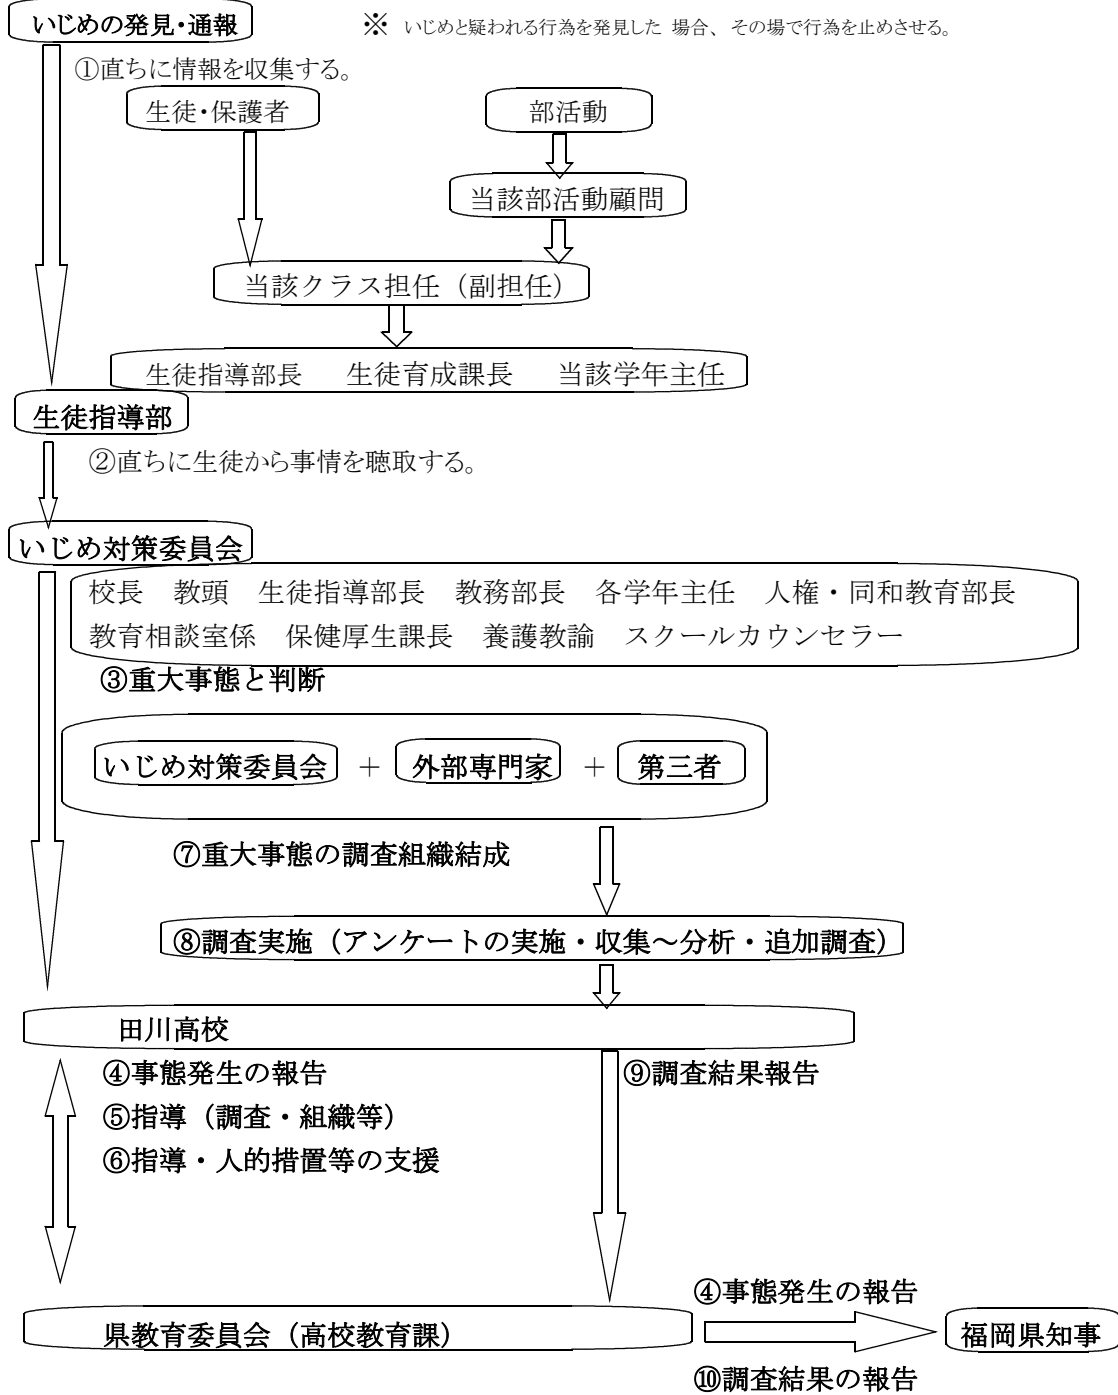 いじめの発見・通報
※ いじめと疑われる行為を発見した 場合、その場で行為を止めさせる。
①直ちに情報を収集する。
生徒・保護者
部活動
当該部活動顧問
当該クラス担任（副担任）
生徒指導部長 生徒育成課長 当該学年主任
生徒指導部
②直ちに生徒から事情を聴取する。
いじめ対策委員会
校長 教頭 生徒指導部長 教務部長 各学年主任 人権・同和教育部長
教育相談室係 保健厚生課長 養護教諭 スクールカウンセラー
③重大事態と判断
いじめ対策委員会 ＋ 外部専門家 ＋ 第三者
⑦重大事態の調査組織結成
⑧調査実施（アンケートの実施・収集～分析・追加調査）
田川高校
④事態発生の報告
⑨調査結果報告
⑤指導（調査・組織等）
⑥指導・人的措置等の支援
④事態発生の報告
県教育委員会（高校教育課）
福岡県知事
⑩調査結果の報告